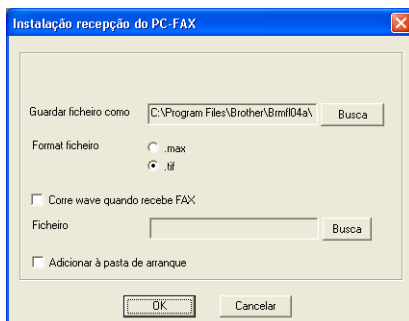 Instalação recepção do PC-FAX
Guardar ficheiro como C:\Program Files\Brother\Brmfl04a\ Busca
Format ficheiro .max
.tif
Corre wave quando recebe FAX
Ficheiro Busca
Adicionar à pasta de arranque
OK Cancelar